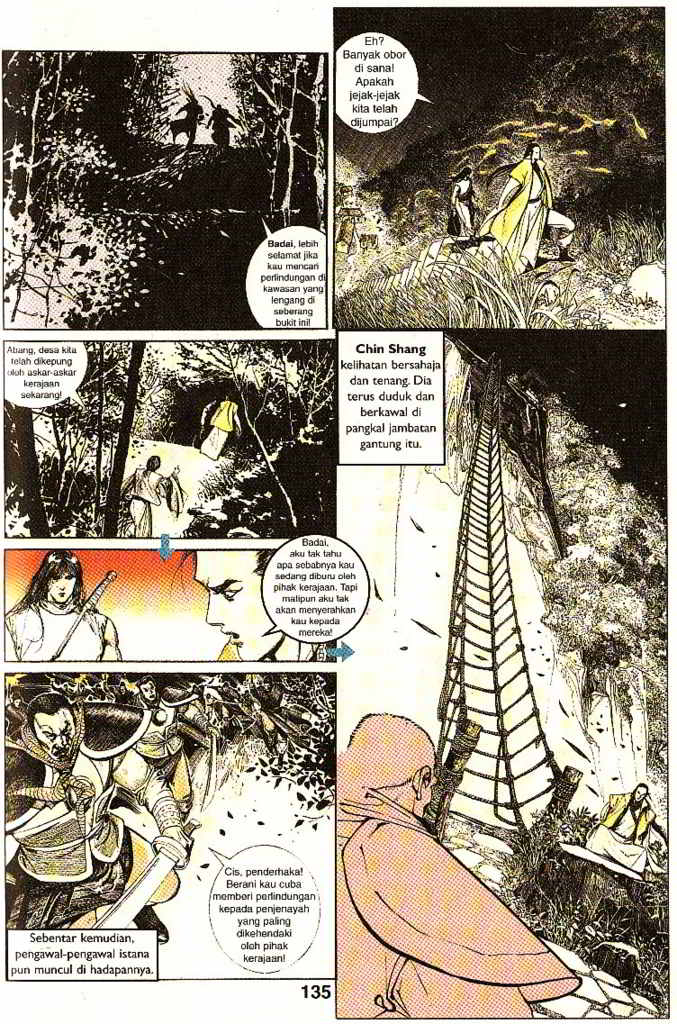 Badai, lebih
selamat jika
kau mencari
perlindungan di
kawasan yang
lengang di
seberang
bukit ini!
Eh?
Banyak obor
di sana!
Apakah
jejak-jejak
kita telah
dijumpai?
Abang, desa kita
telah dikepung
oloh askar-askar
kerajaan
sekarang!
Badai,
aku tak tahu
apa sebabnya kau
sedang diburu oleh
pihak kerajaan. Tapi
matipun aku tak
akan menyerahkan
kau kepada
mereka!
Chin Shang
kelihatan bersahaja
dan tenang. Dia
terus duduk dan
berkawal di
pangkal jambatan
gantung itu.
Cis, penderhaka!
Berani kau cuba
memberi perlindungan
kepada penjenayah
yang paling
dikehendaki
oloh pihak
kerajaan!
Sebentar kemudian,
pengawal-pengawal istana
pun muncul di hadapannya.
135